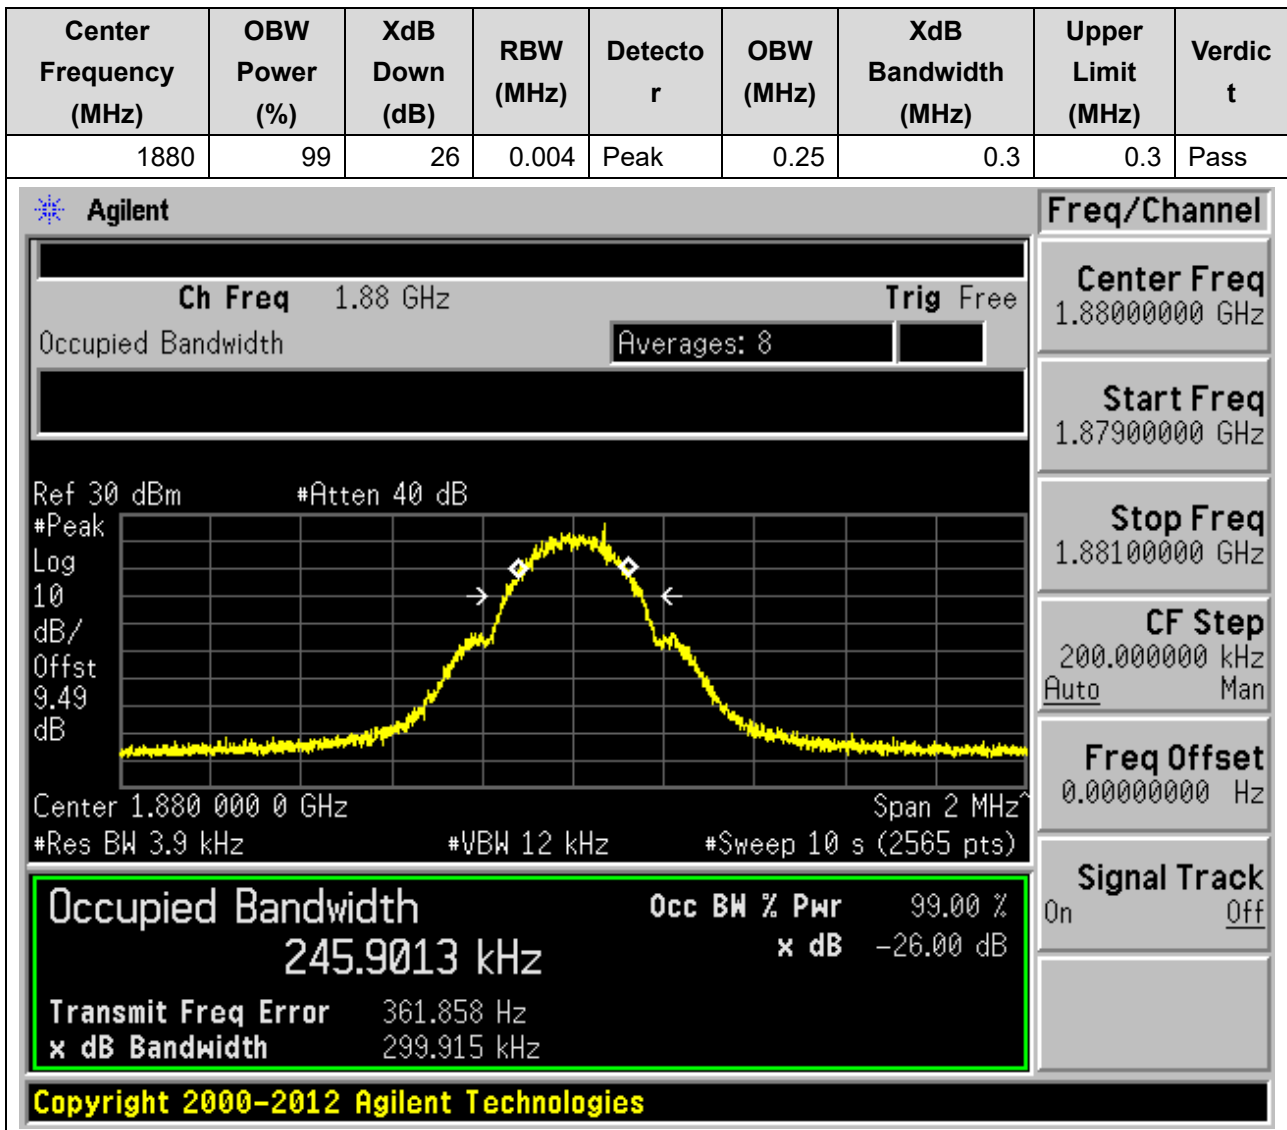 Center Frequency (MHz) OBW Power (%) XdB Down (dB) RBW (MHz) Detector OBW (MHz) XdB Bandwidth (MHz) Upper Limit (MHz) Verdict
1880 99 26 0.004 Peak 0.25 0.3 0.3 Pass
Agilent
Freq/Channel
Ch Freq 1.88 GHz Trig Free
Occupied Bandwidth Averages: 8
Center Freq
1.88000000 GHz
Start Freq
1.87900000 GHz
Stop Freq
1.88100000 GHz
CF Step
200.000000 kHz
Auto Man
Freq Offset
0.00000000 Hz
Signal Track
On Off
Ref 30 dBm #Atten 40 dB
#Peak
Log
10
dB/
Offst
9.49
dB
Center 1.880 000 0 GHz Span 2 MHz^
#Res BW 3.9 kHz #VBW 12 kHz #Sweep 10 s (2565 pts)
Occupied Bandwidth Occ BW % Pwr 99.00 %
245.9013 kHz x dB -26.00 dB
Transmit Freq Error 361.858 Hz
x dB Bandwidth 299.915 kHz
Copyright 2000-2012 Agilent Technologies